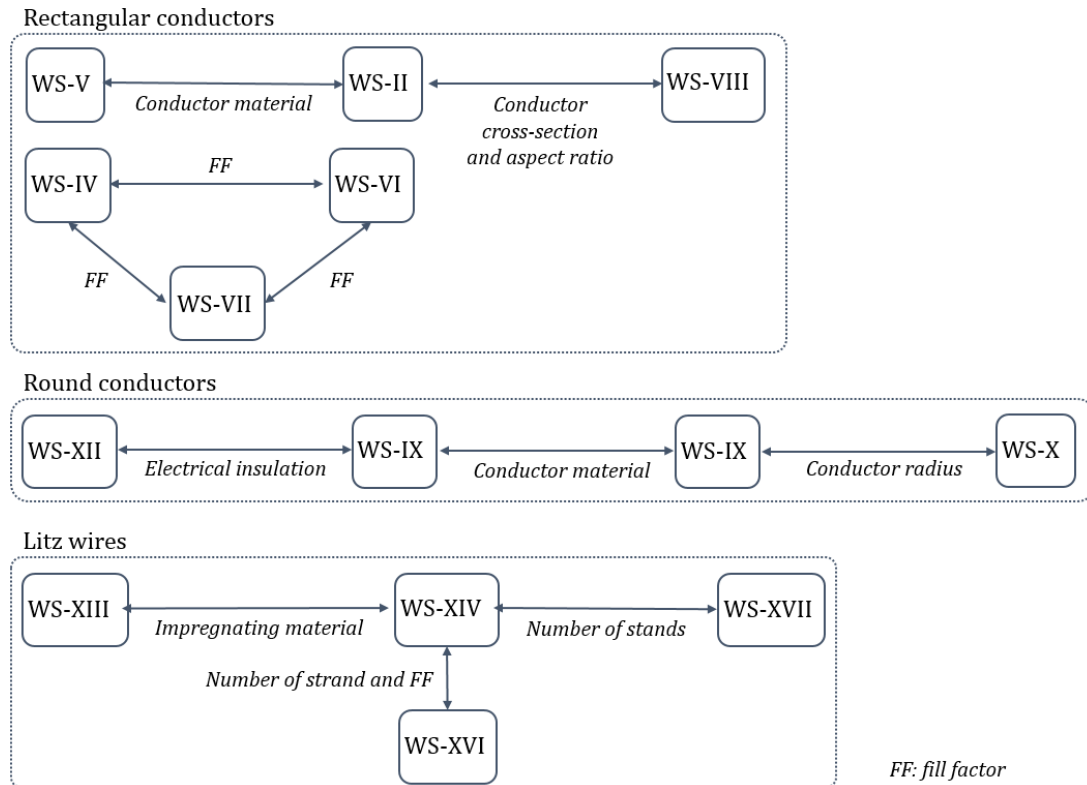 Rectangular conductors
WS-V
WS-II
WS-VIII
Conductor material
Conductor
cross-section
and aspect ratio
WS-IV
FF
WS-VI
FF
FF
WS-VII
Round conductors
WS-XII
WS-IX
WS-IX
WS-X
Electrical insulation
Conductor material
Conductor radius
Litz wires
WS-XIII
WS-XIV
WS-XVII
Impregnating material
Number of stands
Number of strand and FF
WS-XVI
FF: fill factor